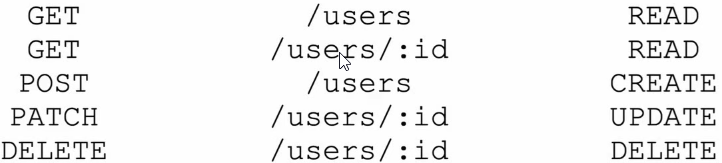 GET /users READ
GET /users/:id READ
POST /users CREATE
PATCH /users/:id UPDATE
DELETE /users/:id DELETE